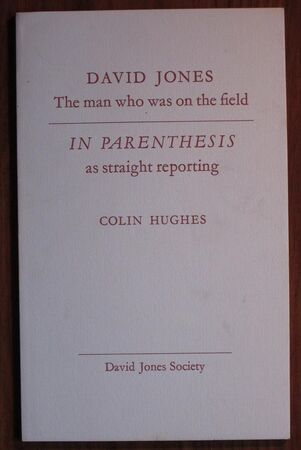 DAVID JONES
The man who was on the field
IN PARENTHESIS
as straight reporting
COLIN HUGHES
David Jones Society